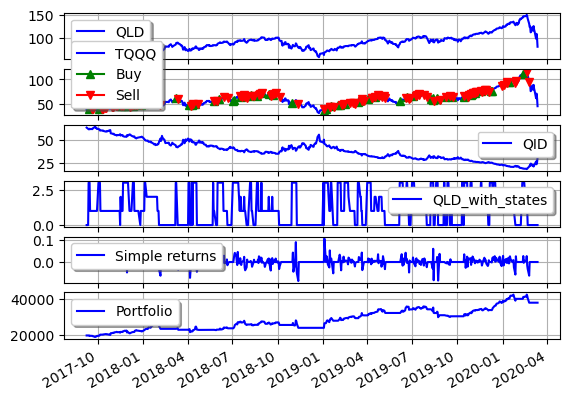 150
100
QLD
TQQQ
Buy
Sell
100
50
50
25
QID
2.5
0.0
QLD_with_states
0.1
0.0
Simple returns
40000
20000
Portfolio
2017-10
2018-01
2018-04
2018-07
2018-10
2019-01
2019-04
2019-07
2019-10
2020-01
2020-04